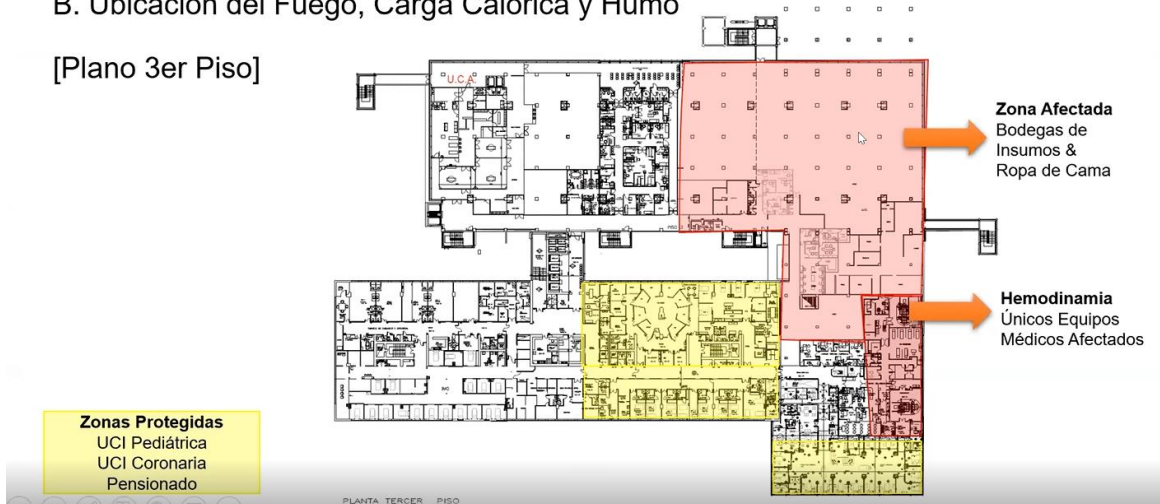 B. Ubicación del Fuego, Carga Calórica y Humo
[Plano 3er Piso]
U.C.A.
Zona Afectada
Bodegas de
Insumos &
Ropa de Cama
Hemodinamia
Únicos Equipos
Médicos Afectados
Zonas Protegidas
UCI Pediátrica
UCI Coronaria
Pensionado
PLANTA TERCER PISO